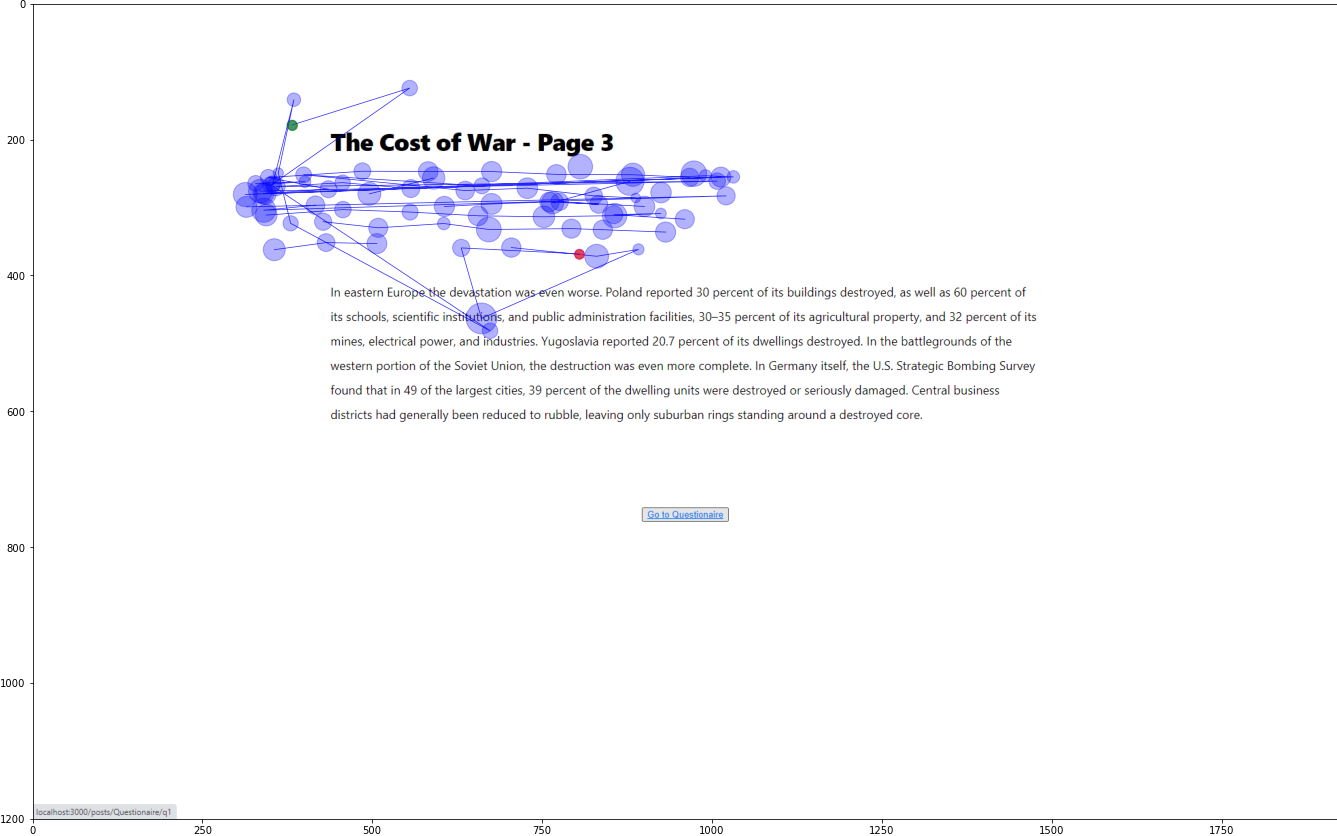 0
200
400
600
800
1000
1200
The Cost of War - Page 3
In eastern Europe the devastation was even worse. Poland reported 30 percent of its buildings destroyed, as well as 60 percent of
its schools, scientific institutions, and public administration facilities, 30–35 percent of its agricultural property, and 32 percent of its
mines, electrical power, and industries. Yugoslavia reported 20.7 percent of its dwellings destroyed. In the battlegrounds of the
western portion of the Soviet Union, the destruction was even more complete. In Germany itself, the U.S. Strategic Bombing Survey
found that in 49 of the largest cities, 39 percent of the dwelling units were destroyed or seriously damaged. Central business
districts had generally been reduced to rubble, leaving only suburban rings standing around a destroyed core.
Go to Questionaire
localhost:3000/posts/Questionaire/q1
0 250 500 750 1000 1250 1500 1750